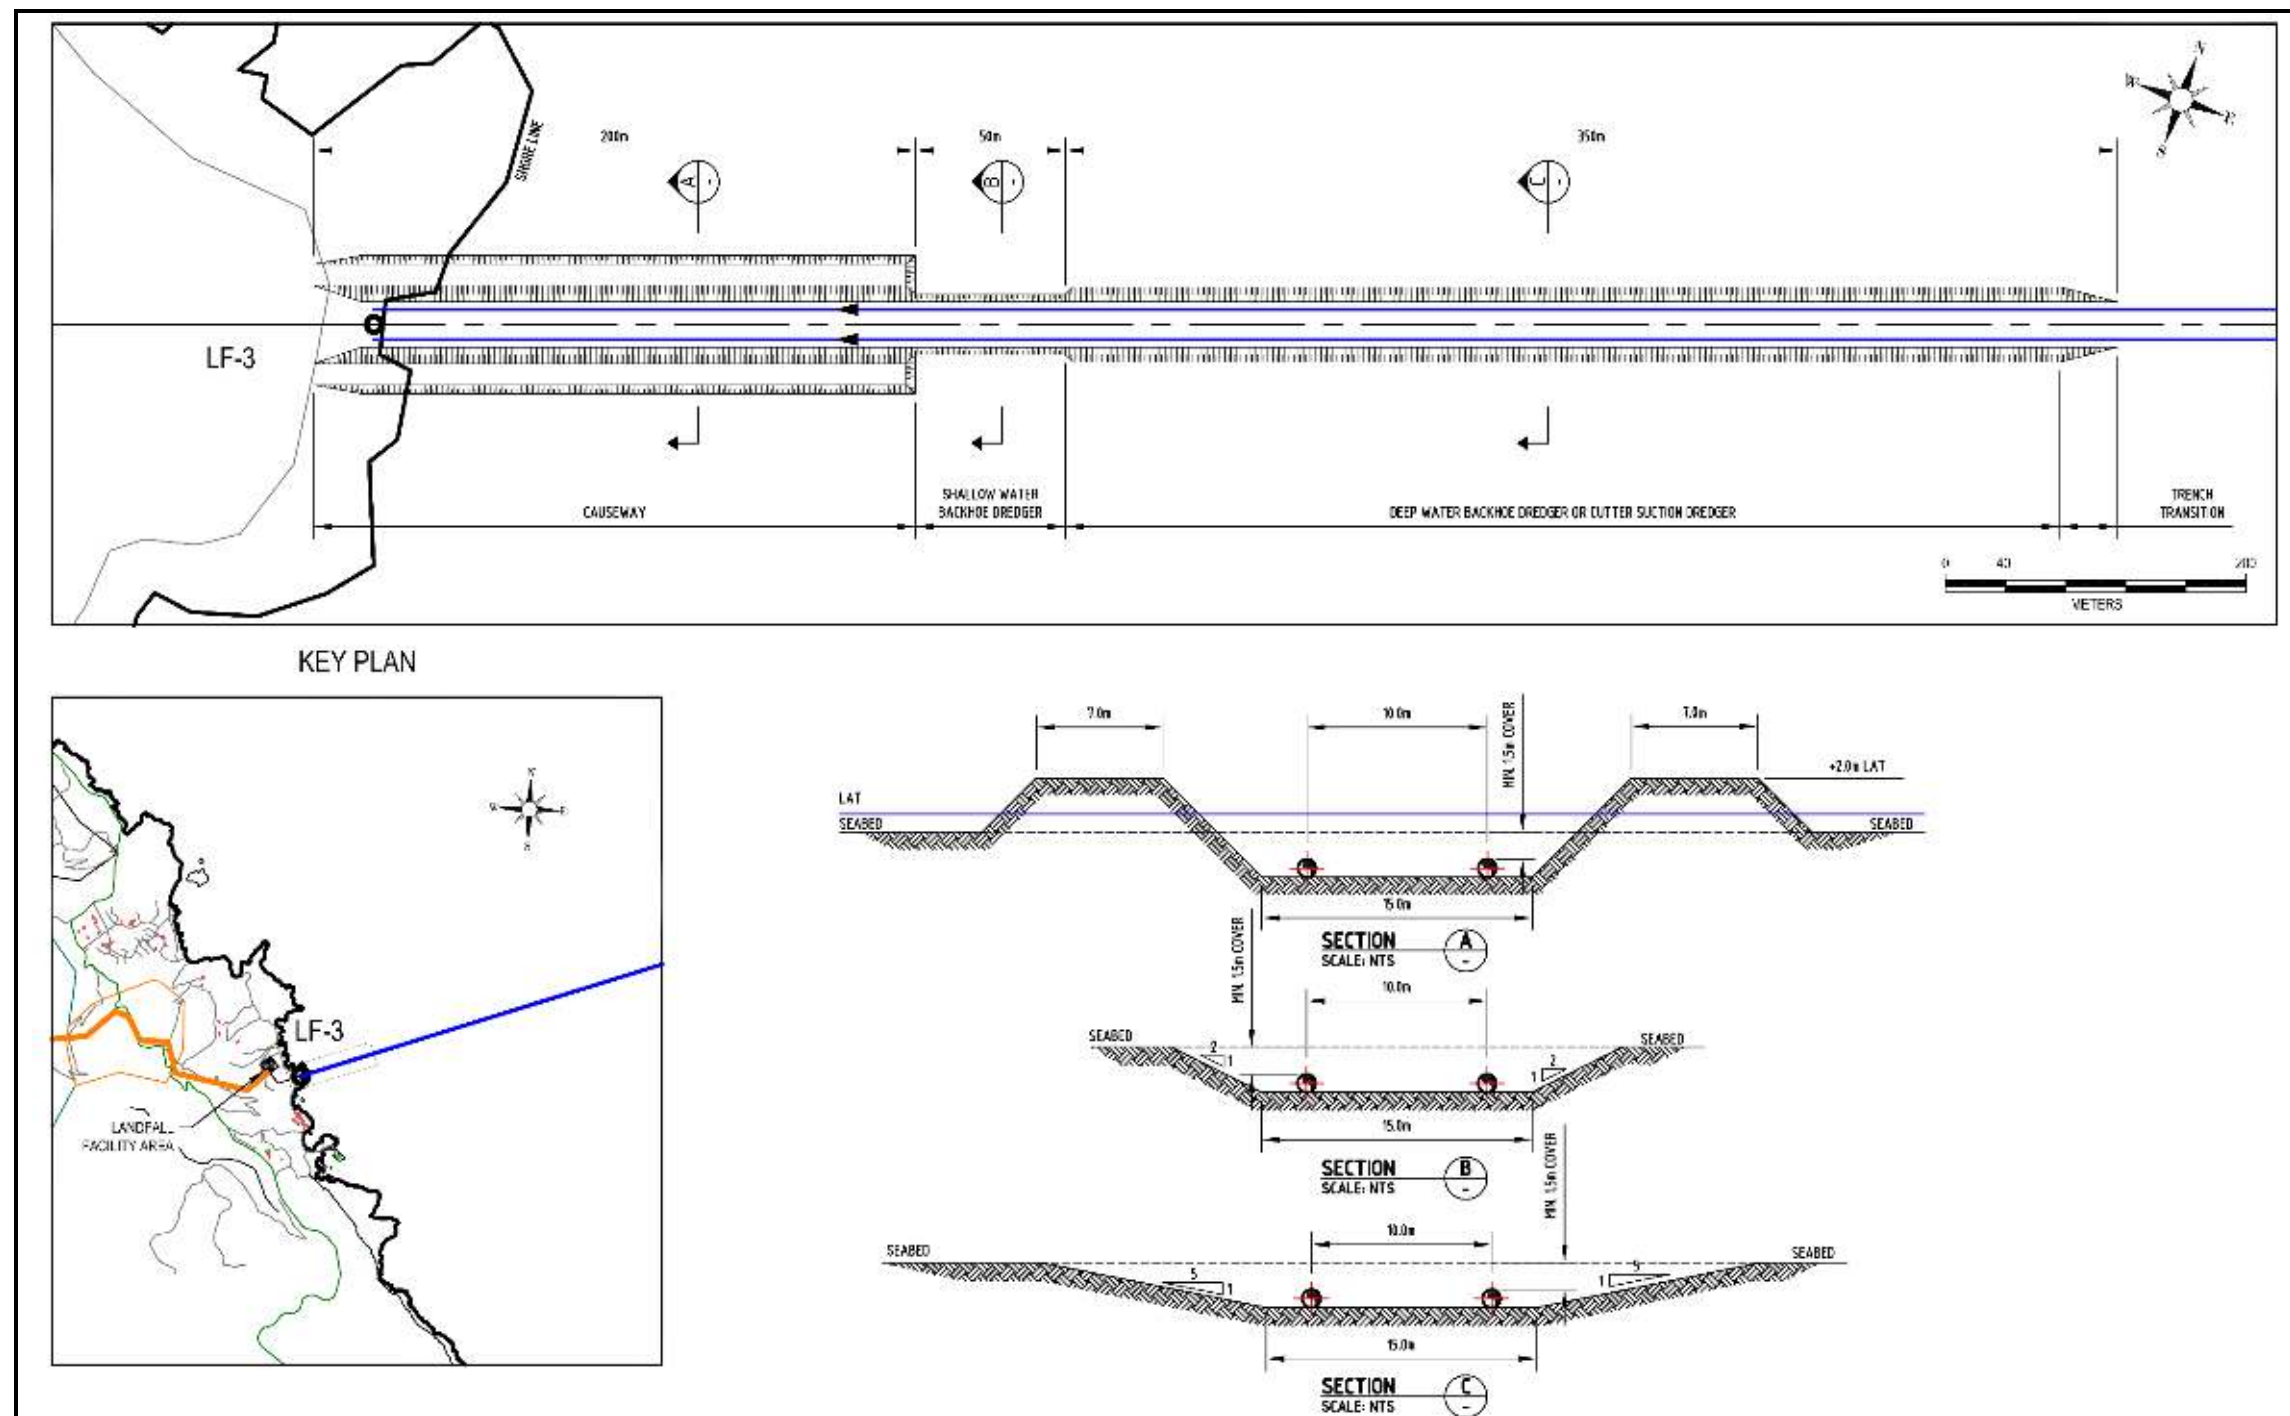 N
W
E
S
200m
50m
350m
SHORE LINE
A
-
B
-
C
-
LF-3
CAUSEWAY
SHALLOW WATER
BACKHOE DREDGER
DEEP WATER BACKHOE DREDGER OR CUTTER SUCTION DREDGER
TRENCH
TRANSITION
0 40 200
METERS
KEY PLAN
N
W
E
S
LF-3
LANDFALL
FACILITY AREA
7.0m
10.0m
7.0m
MIN. 1.5m COVER
+2.0m LAT
LAT
SEABED
SEABED
15.0m
SECTION A
SCALE: NTS -
MIN. 1.5m COVER
10.0m
SEABED
SEABED
2
1
2
1
15.0m
SECTION B
SCALE: NTS -
MIN. 1.5m COVER
10.0m
SEABED
SEABED
5
1
5
1
15.0m
SECTION C
SCALE: NTS -